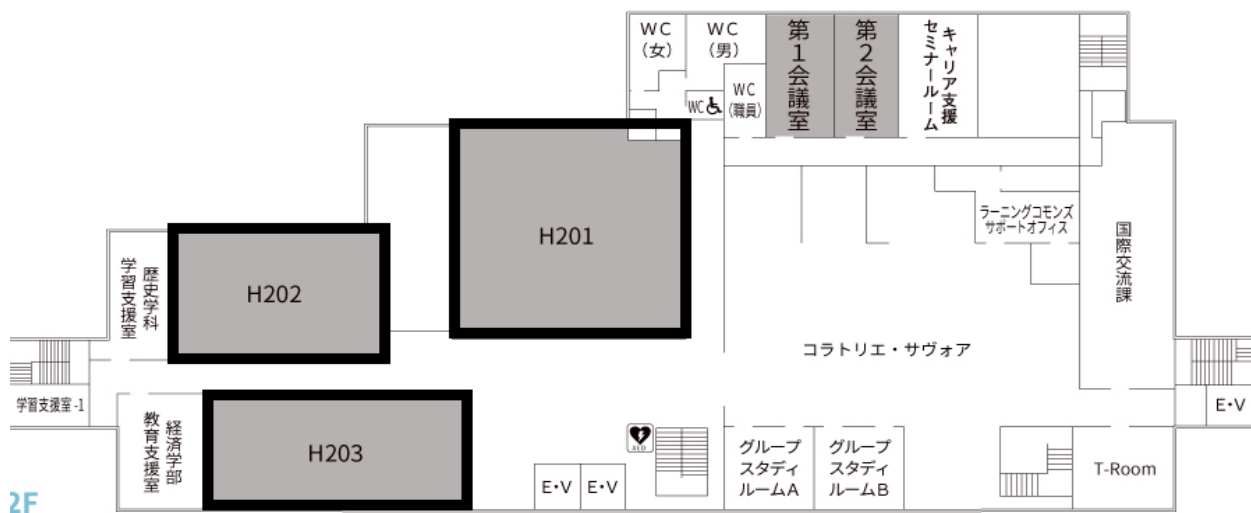 WC
(女)
WC
(男)
WC
WC
(職員)
第1会議室
第2会議室
キャリア支援
セミナールーム
H201
H202
歴史学科
学習支援室
学習支援室-1
経済学部
教育支援室
H203
AED
E・V
E・V
グループ
スタディ
ルームA
グループ
スタディ
ルームB
コラトリエ・サヴォア
ラーニングコモンズ
サポートオフィス
国際交流課
E・V
T-Room
2F